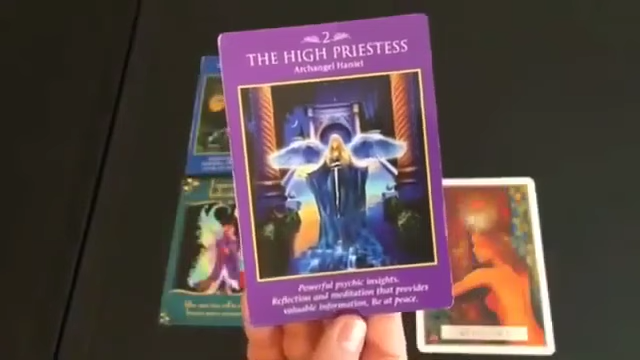 2
THE HIGH PRIESTESS
Archangel Haniel
Powerful psychic insights.
Reflection and meditation that provides
valuable information. Be at peace.